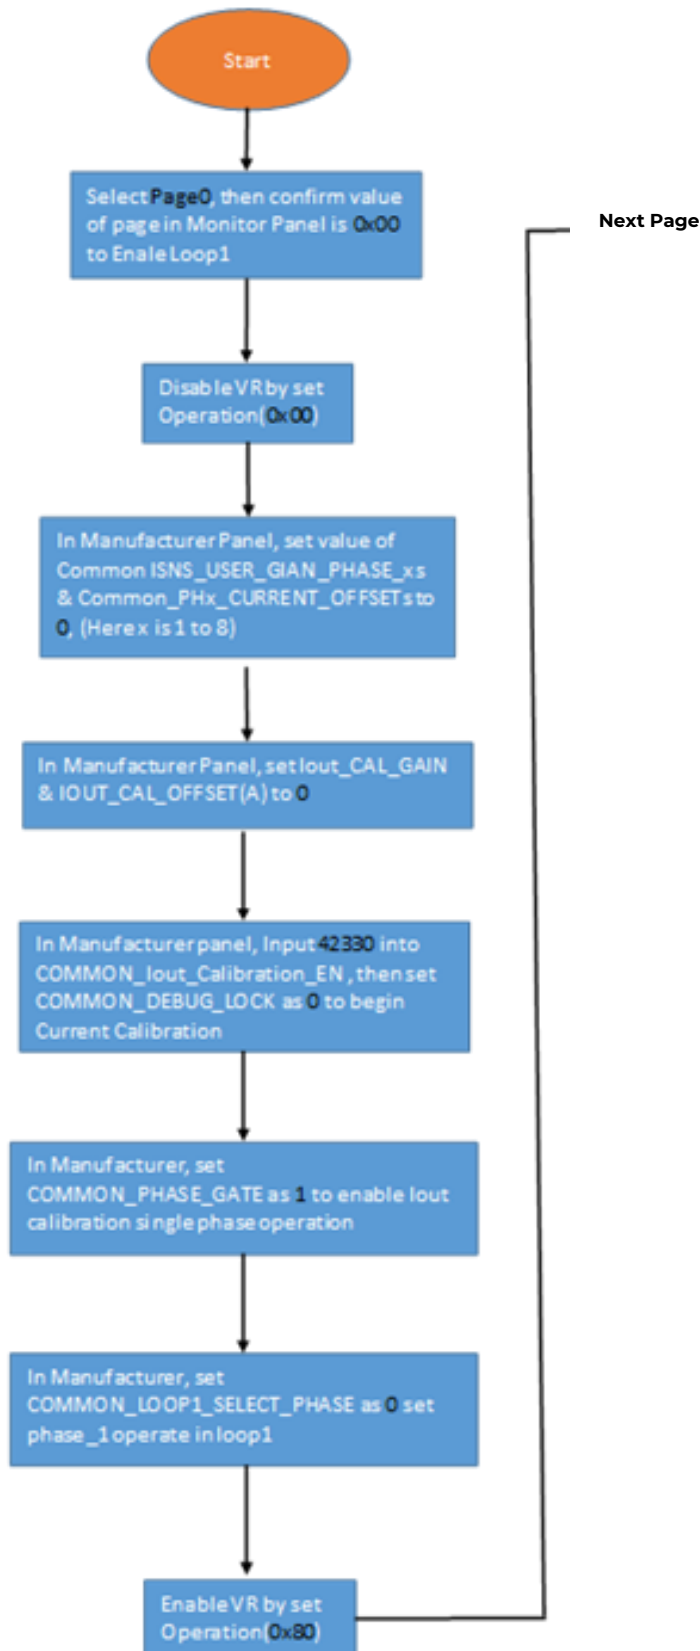 Start
Select Page0, then confirm value
of page in Monitor Panel is 0x00
to Enale Loop1
Next Page
Disable VR by set
Operation(0x00)
In Manufacturer Panel, set value of
Common ISNS_USER_GIAN_PHASE_xs
& Common_PHx_CURRENT_OFFSETs to
0, (Here x is 1 to 8)
In Manufacturer Panel, set Iout_CAL_GAIN
& IOUT_CAL_OFFSET(A) to 0
In Manufacturer panel, Input 42330 into
COMMON_Iout_Calibration_EN , then set
COMMON_DEBUG_LOCK as 0 to begin
Current Calibration
In Manufacturer, set
COMMON_PHASE_GATE as 1 to enable Iout
calibration single phase operation
In Manufacturer, set
COMMON_LOOP1_SELECT_PHASE as 0 set
phase_1 operate in loop1
Enable VR by set
Operation(0x80)